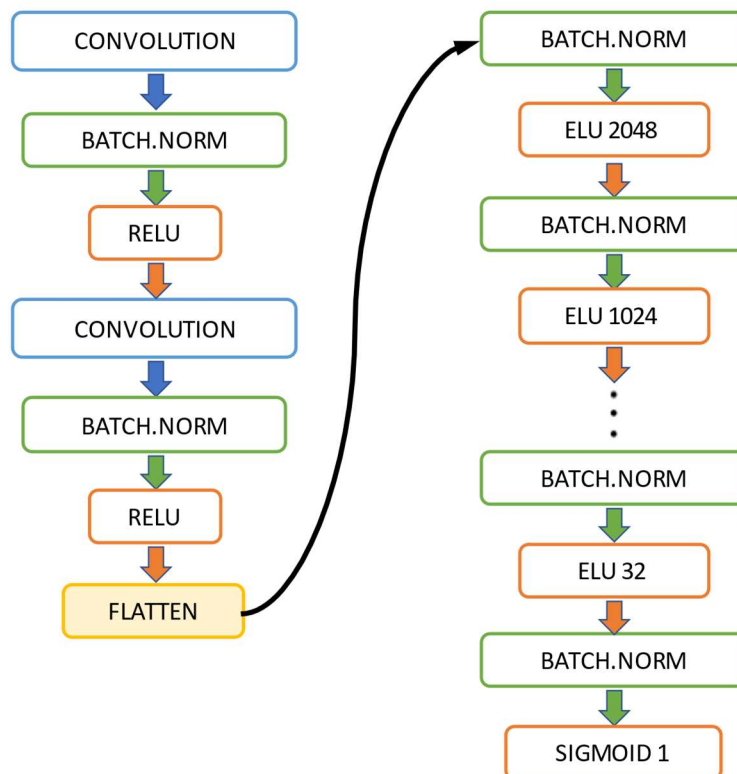 CONVOLUTION
BATCH.NORM
RELU
CONVOLUTION
BATCH.NORM
RELU
FLATTEN
BATCH.NORM
ELU 2048
BATCH.NORM
ELU 1024
BATCH.NORM
ELU 32
BATCH.NORM
SIGMOID 1